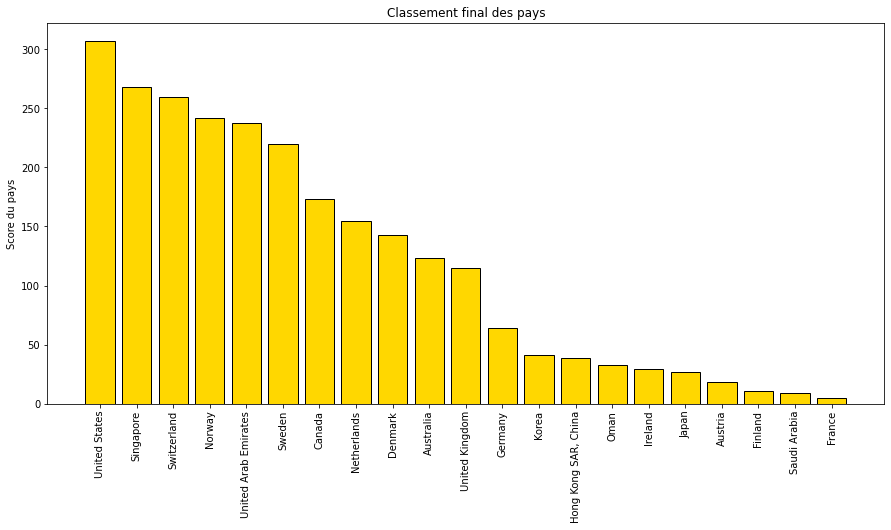 Classement final des pays
Score du pays
300
250
200
150
100
50
0
United States
Singapore
Switzerland
Norway
United Arab Emirates
Sweden
Canada
Netherlands
Denmark
Australia
United Kingdom
Germany
Korea
Hong Kong SAR, China
Oman
Ireland
Japan
Austria
Finland
Saudi Arabia
France